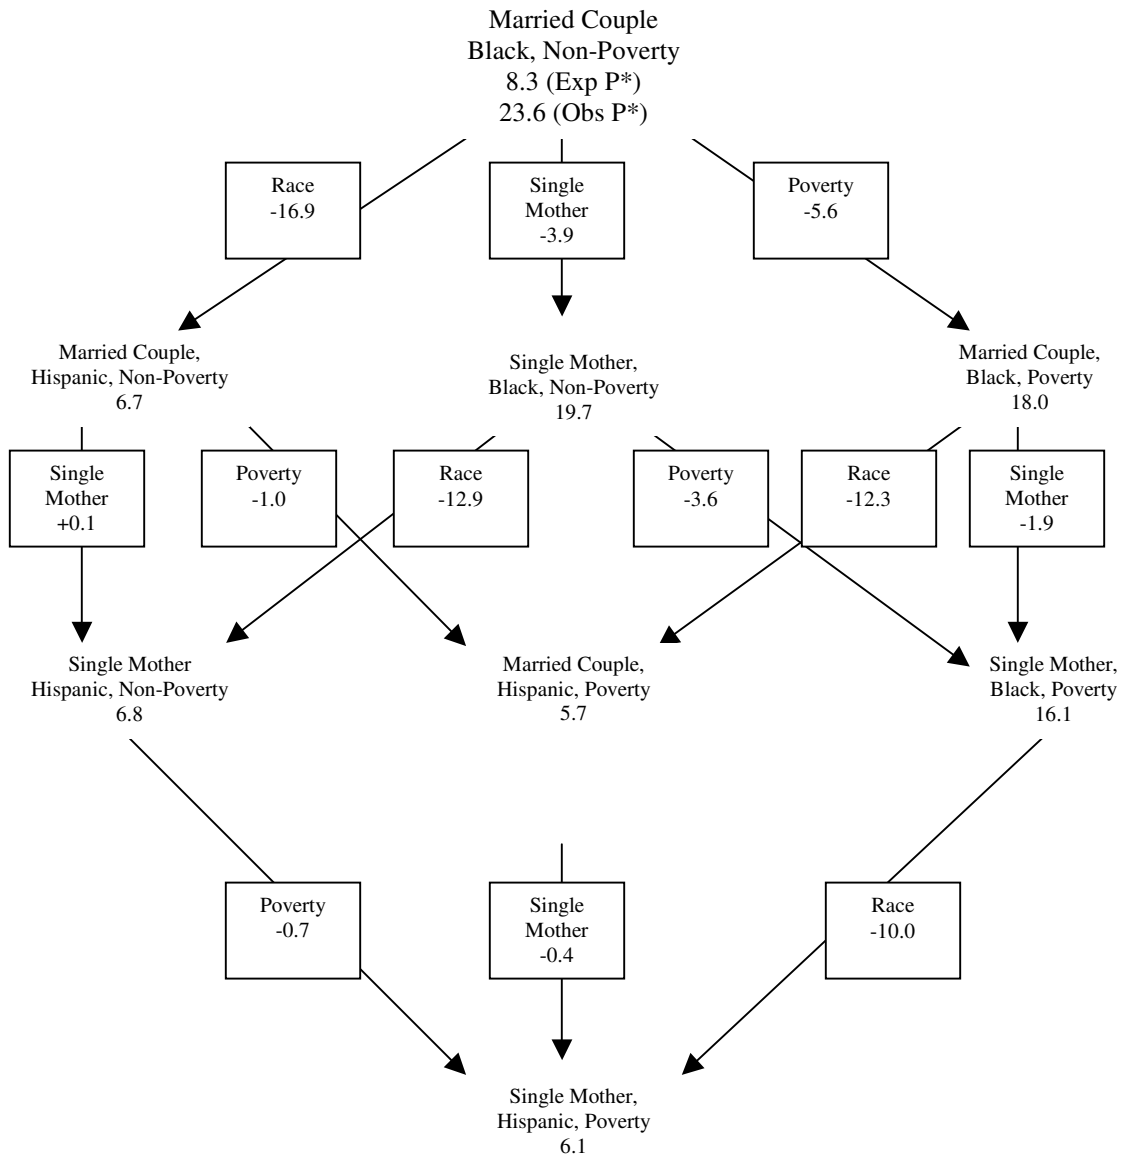 Married Couple
Black, Non-Poverty
8.3 (Exp P*)
23.6 (Obs P*)
Race
-16.9
Single
Mother
-3.9
Poverty
-5.6
Married Couple,
Hispanic, Non-Poverty
6.7
Single Mother,
Black, Non-Poverty
19.7
Married Couple,
Black, Poverty
18.0
Single
Mother
+0.1
Poverty
-1.0
Race
-12.9
Poverty
-3.6
Race
-12.3
Single
Mother
-1.9
Single Mother
Hispanic, Non-Poverty
6.8
Married Couple,
Hispanic, Poverty
5.7
Single Mother,
Black, Poverty
16.1
Poverty
-0.7
Single
Mother
-0.4
Race
-10.0
Single Mother,
Hispanic, Poverty
6.1